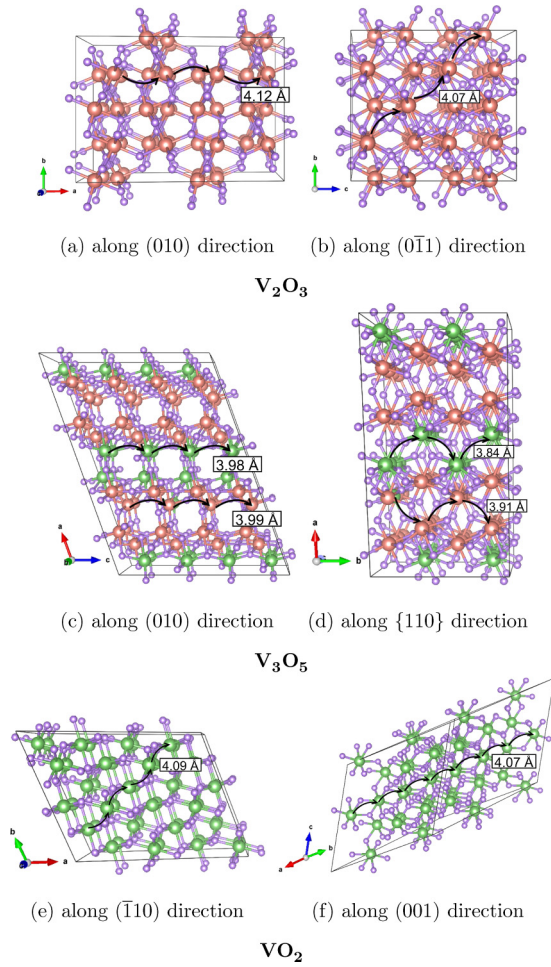 b
a
4.12 Å
b
c
4.07 Å
(a) along (010) direction
(b) along (01̅1) direction
V₂O₃
a
b
c
3.98 Å
3.99 Å
a
b
3.84 Å
3.91 Å
(c) along (010) direction
(d) along {110} direction
V₃O₅
b
a
4.09 Å
c
b
a
4.07 Å
(e) along (1̅10) direction
(f) along (001) direction
VO₂